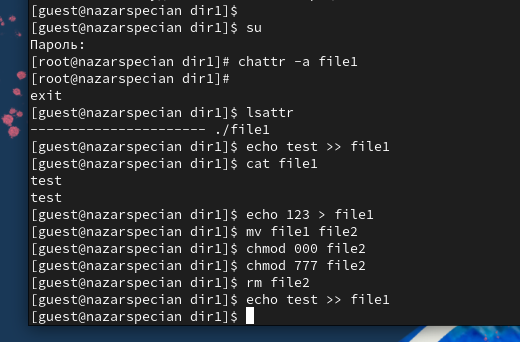 [guest@nazarspecian dir1]$
[guest@nazarspecian dir1]$ su
Пароль:
[root@nazarspecian dir1]# chattr -a file1
[root@nazarspecian dir1]#
exit
[guest@nazarspecian dir1]$ lsattr
---------------------- ./file1
[guest@nazarspecian dir1]$ echo test >> file1
[guest@nazarspecian dir1]$ cat file1
test
test
[guest@nazarspecian dir1]$ echo 123 > file1
[guest@nazarspecian dir1]$ mv file1 file2
[guest@nazarspecian dir1]$ chmod 000 file2
[guest@nazarspecian dir1]$ chmod 777 file2
[guest@nazarspecian dir1]$ rm file2
[guest@nazarspecian dir1]$ echo test >> file1
[guest@nazarspecian dir1]$